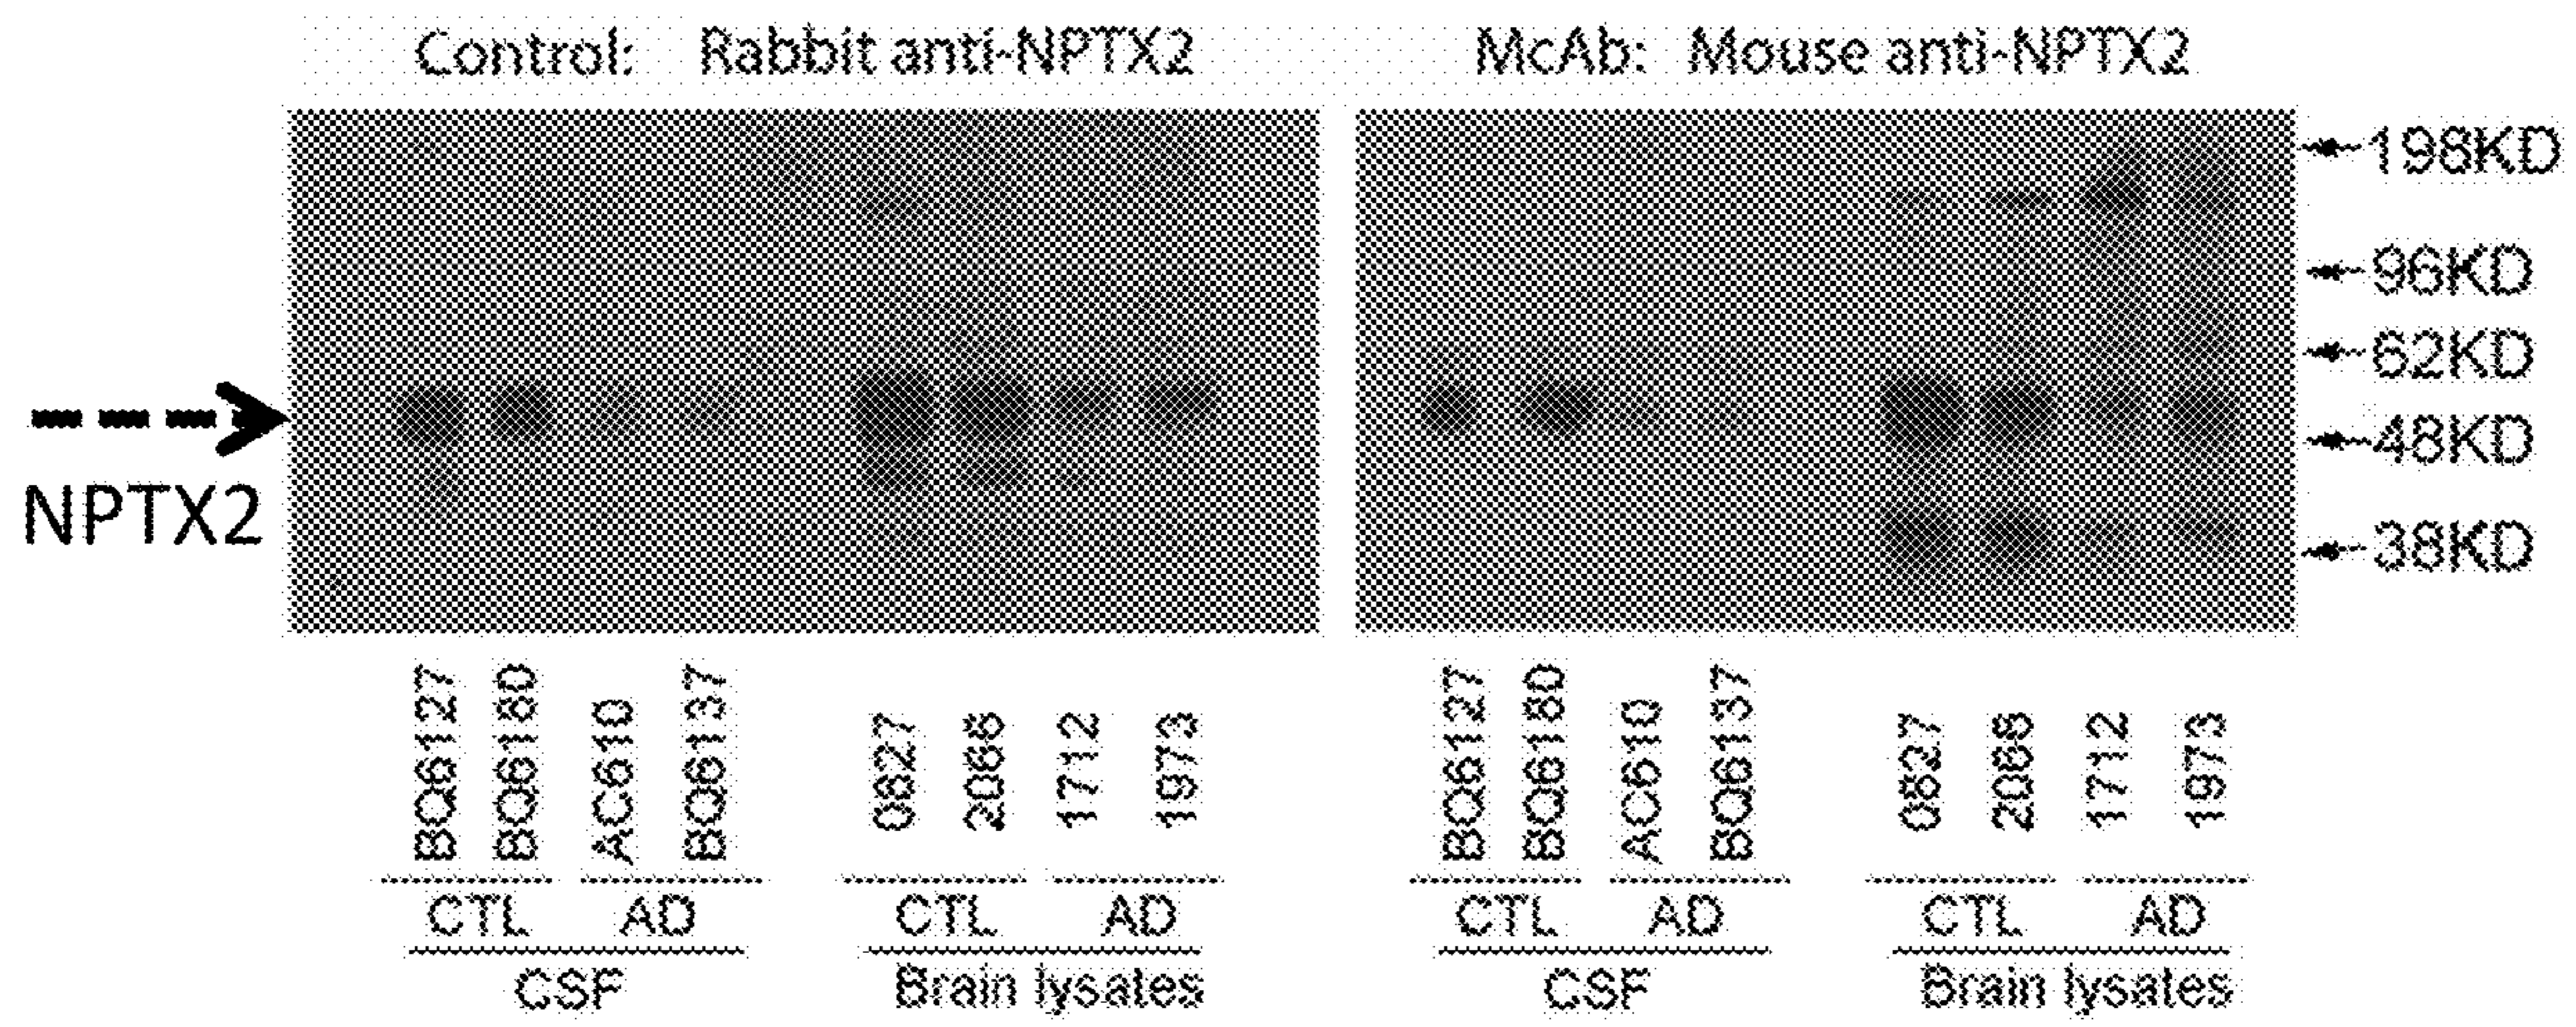 Control: Rabbit anti-NPTX2
McAb: Mouse anti-NPTX2
198KD
96KD
62KD
48KD
38KD
NPTX2
BQ6127
BQ6180
AC610
BQ6137
0827
2088
1712
1973
BQ6127
BQ6180
AC610
BQ6137
0827
2088
1712
1973
CTL AD CTL AD CTL AD CTL AD
CSF Brain lysates CSF Brain lysates